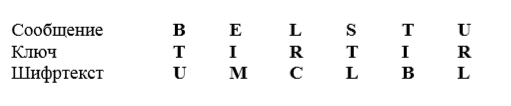 Сообщение B E L S T U
Ключ T I R T I R
Шифртекст U M C L B L